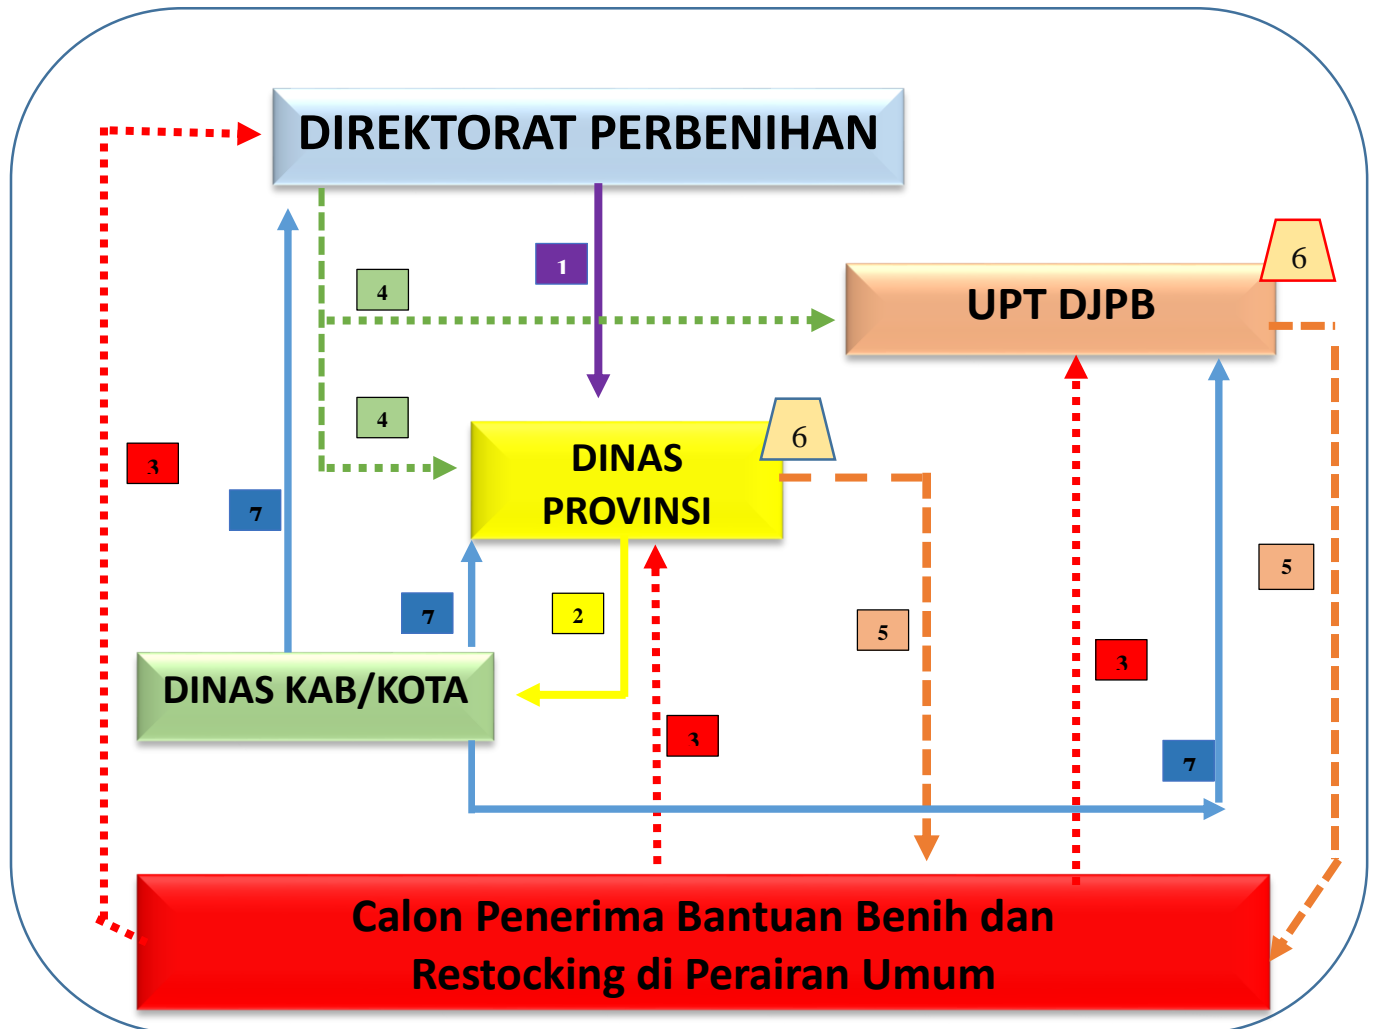 DIREKTORAT PERBENIHAN
1
6
4
UPT DJPB
4
6
3
DINAS
PROVINSI
7
5
7
2
5
3
DINAS KAB/KOTA
3
7
Calon Penerima Bantuan Benih dan
Restocking di Perairan Umum